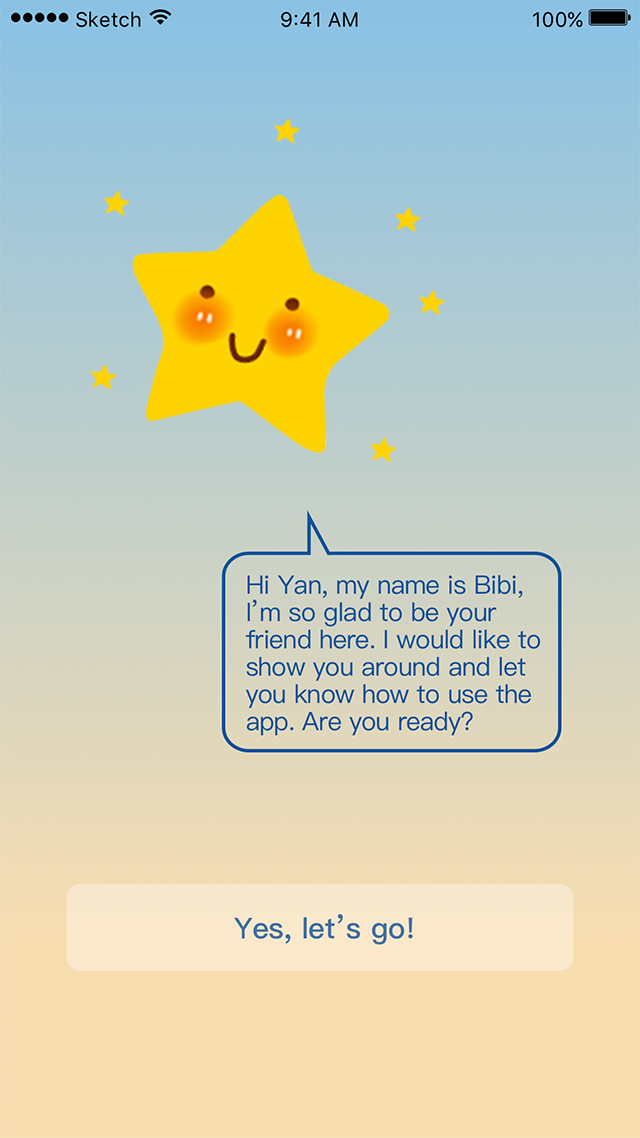 Sketch 9:41 AM 100%
Hi Yan, my name is Bibi,
I’m so glad to be your
friend here. I would like to
show you around and let
you know how to use the
app. Are you ready?
Yes, let’s go!